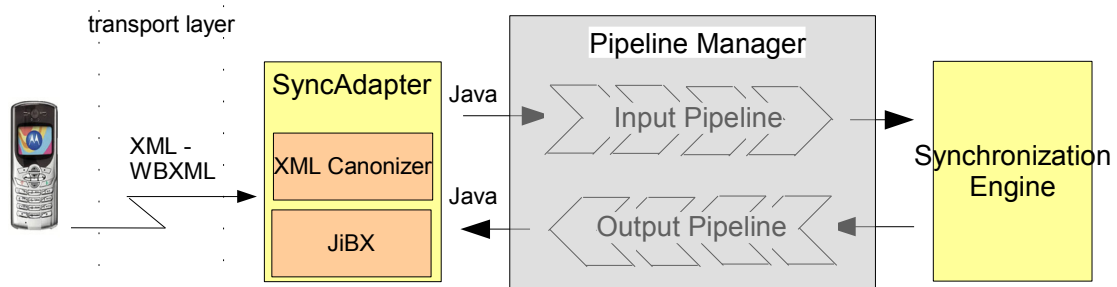 transport layer
Pipeline Manager
SyncAdapter
Java
Input Pipeline
XML -
WBXML
XML Canonizer
Synchronization
Engine
Java
Output Pipeline
JiBX